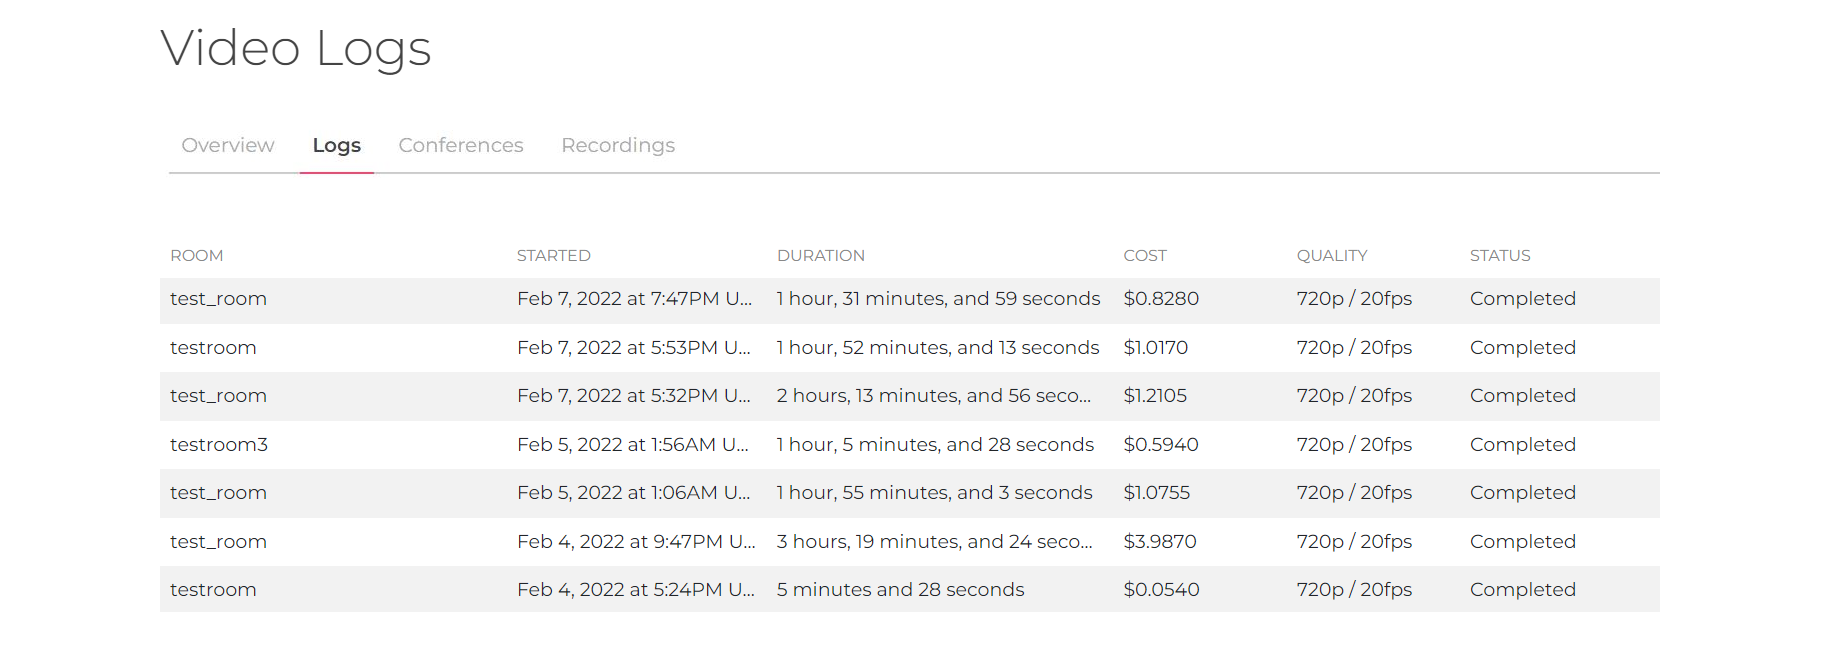 Video Logs
Overview Logs Conferences Recordings
ROOM STARTED DURATION COST QUALITY STATUS
test_room Feb 7, 2022 at 7:47PM U... 1 hour, 31 minutes, and 59 seconds $0.8280 720p / 20fps Completed
testroom Feb 7, 2022 at 5:53PM U... 1 hour, 52 minutes, and 13 seconds $1.0170 720p / 20fps Completed
test_room Feb 7, 2022 at 5:32PM U... 2 hours, 13 minutes, and 56 seco... $1.2105 720p / 20fps Completed
testroom3 Feb 5, 2022 at 1:56AM U... 1 hour, 5 minutes, and 28 seconds $0.5940 720p / 20fps Completed
test_room Feb 5, 2022 at 1:06AM U... 1 hour, 55 minutes, and 3 seconds $1.0755 720p / 20fps Completed
test_room Feb 4, 2022 at 9:47PM U... 3 hours, 19 minutes, and 24 seco... $3.9870 720p / 20fps Completed
testroom Feb 4, 2022 at 5:24PM U... 5 minutes and 28 seconds $0.0540 720p / 20fps Completed